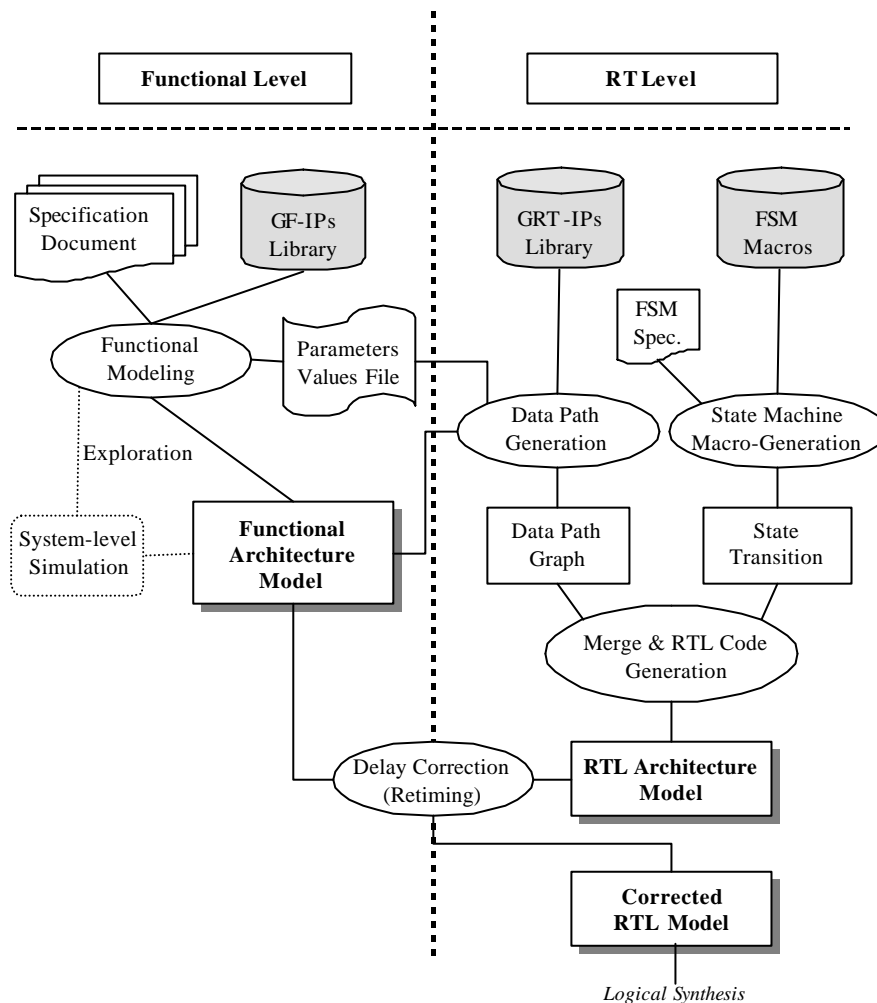 Functional Level
RT Level
Specification
Document
GF-IPs
Library
GRT-IPs
Library
FSM
Macros
FSM
Spec.
Functional
Modeling
Parameters
Values File
Data Path
Generation
State Machine
Macro-Generation
Exploration
System-level
Simulation
Functional
Architecture
Model
Data Path
Graph
State
Transition
Merge & RTL Code
Generation
Delay Correction
(Retiming)
RTL Architecture
Model
Corrected
RTL Model
Logical Synthesis